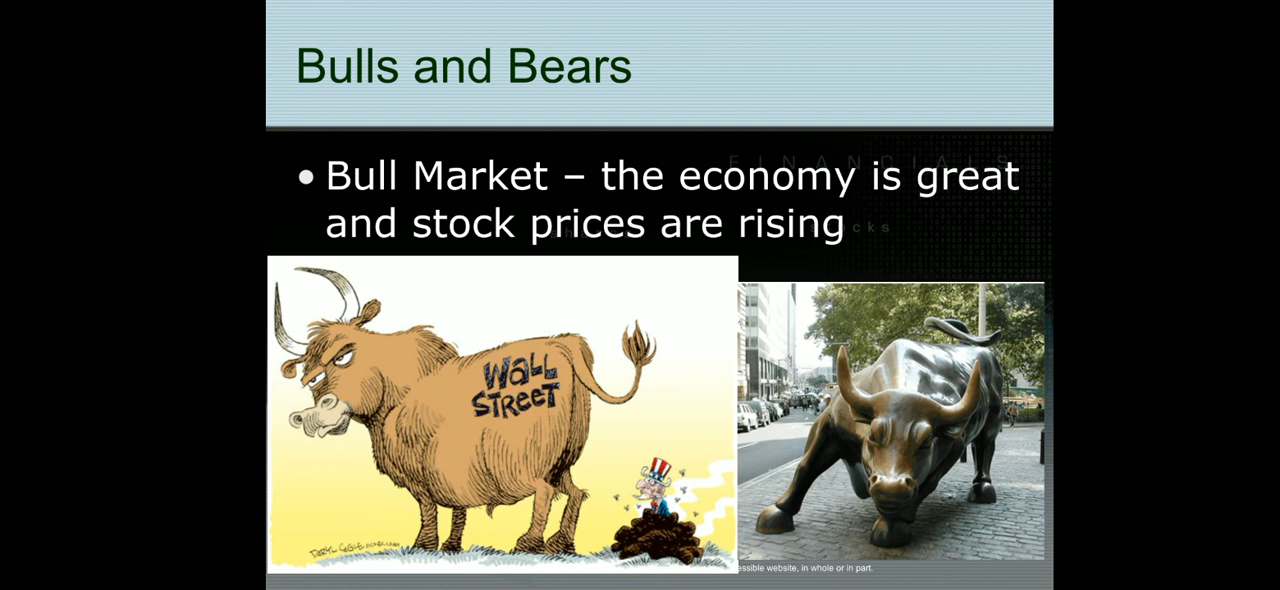 Bulls and Bears
FINANCIALS
• Bull Market – the economy is great
and stock prices are rising
WALL
STREET
essible website, in whole or in part.